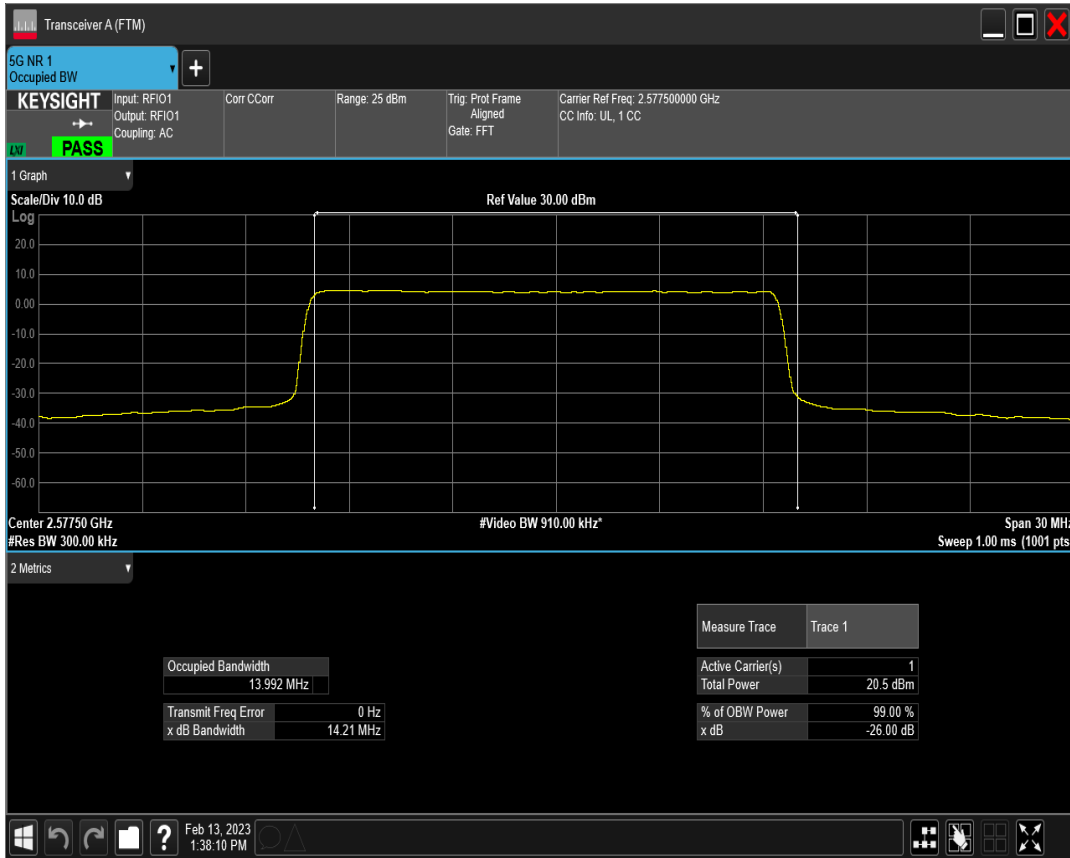 Transceiver A (FTM)
5G NR 1
Occupied BW
+
KEYSIGHT
Input: RFIO1
Output: RFIO1
Coupling: AC
LXI
PASS
Corr CCorr
Range: 25 dBm
Trig: Prot Frame
Aligned
Gate: FFT
Carrier Ref Freq: 2.577500000 GHz
CC Info: UL, 1 CC
1 Graph
Scale/Div 10.0 dB
Ref Value 30.00 dBm
Log
20.0
10.0
0.00
-10.0
-20.0
-30.0
-40.0
-50.0
-60.0
Center 2.57750 GHz
#Video BW 910.00 kHz*
Span 30 MHz
#Res BW 300.00 kHz
Sweep 1.00 ms (1001 pts
2 Metrics
Measure Trace Trace 1
Occupied Bandwidth
13.992 MHz
Active Carrier(s) 1
Total Power 20.5 dBm
Transmit Freq Error 0 Hz
x dB Bandwidth 14.21 MHz
% of OBW Power 99.00 %
x dB -26.00 dB
?
Feb 13, 2023
1:38:10 PM